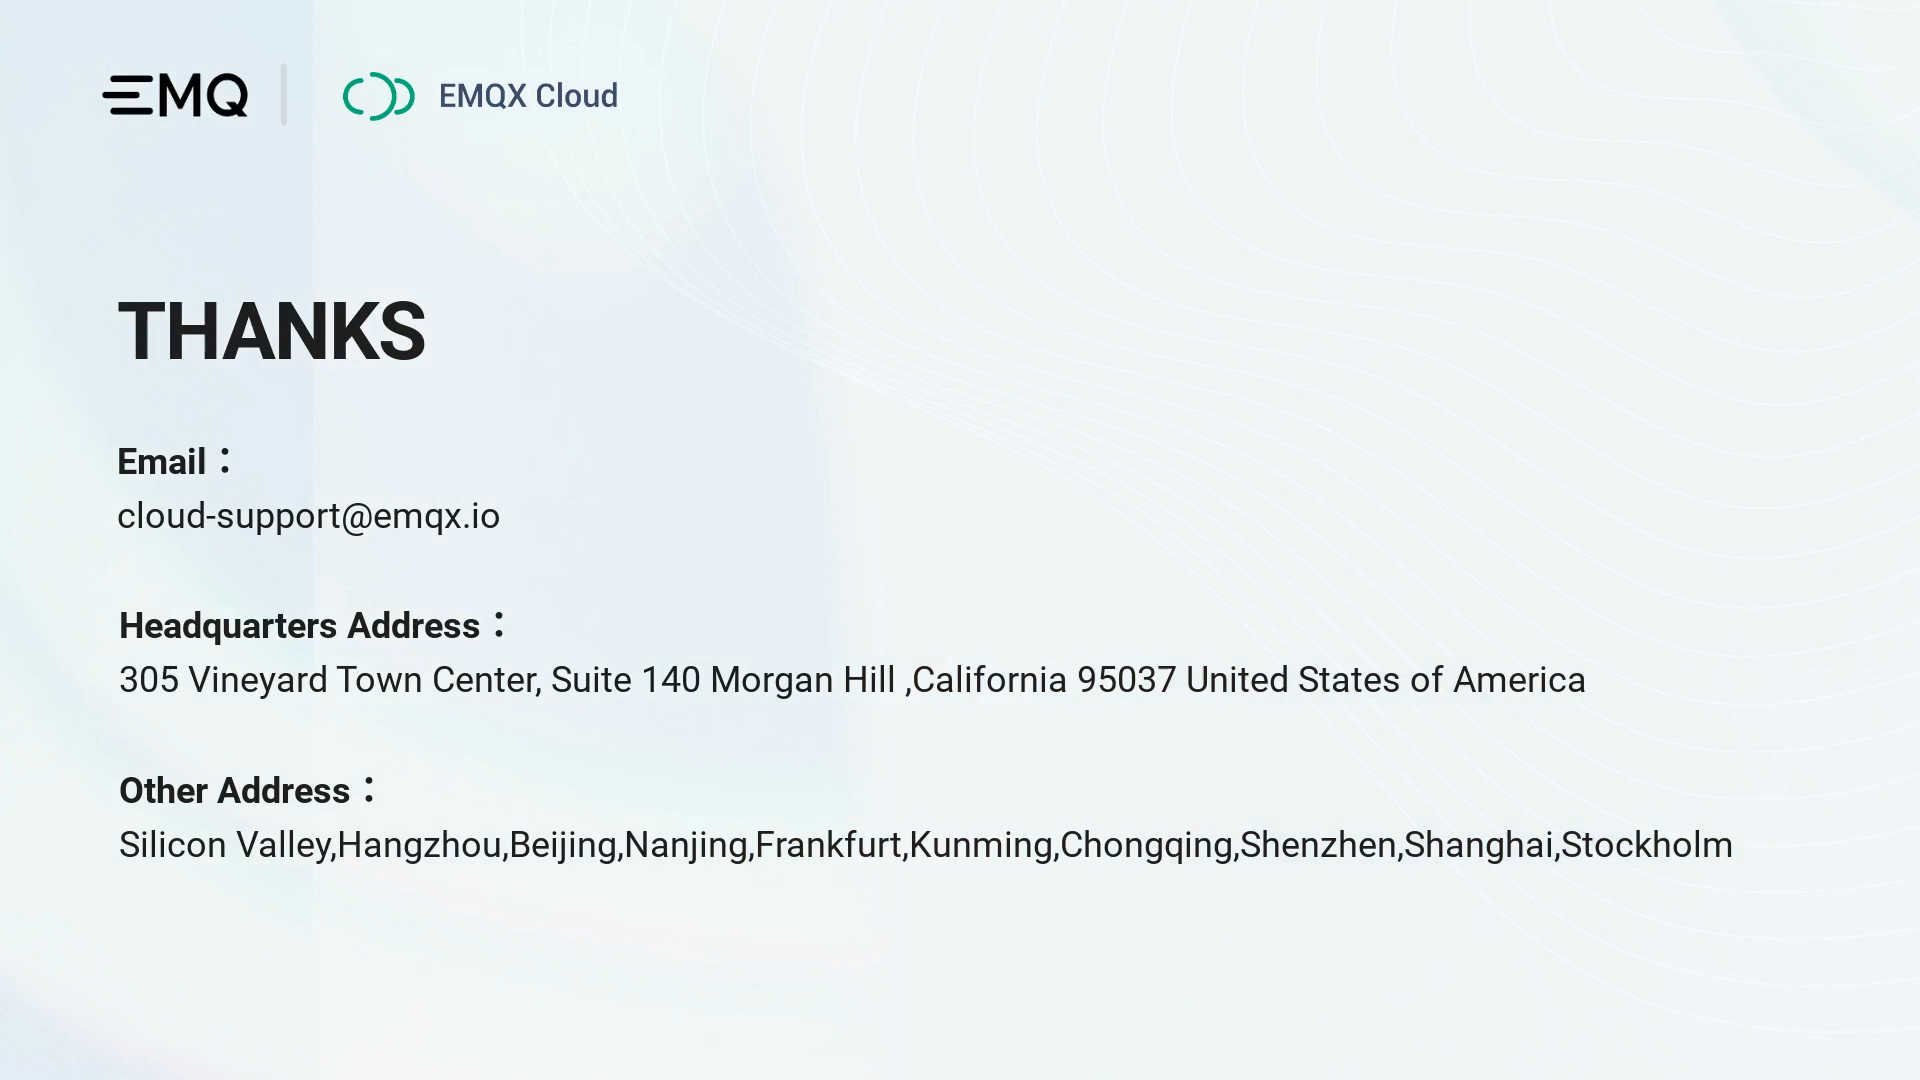 EMQ
EMQX Cloud
THANKS
Email：
cloud-support@emqx.io
Headquarters Address：
305 Vineyard Town Center, Suite 140 Morgan Hill ,California 95037 United States of America
Other Address：
Silicon Valley,Hangzhou,Beijing,Nanjing,Frankfurt,Kunming,Chongqing,Shenzhen,Shanghai,Stockholm